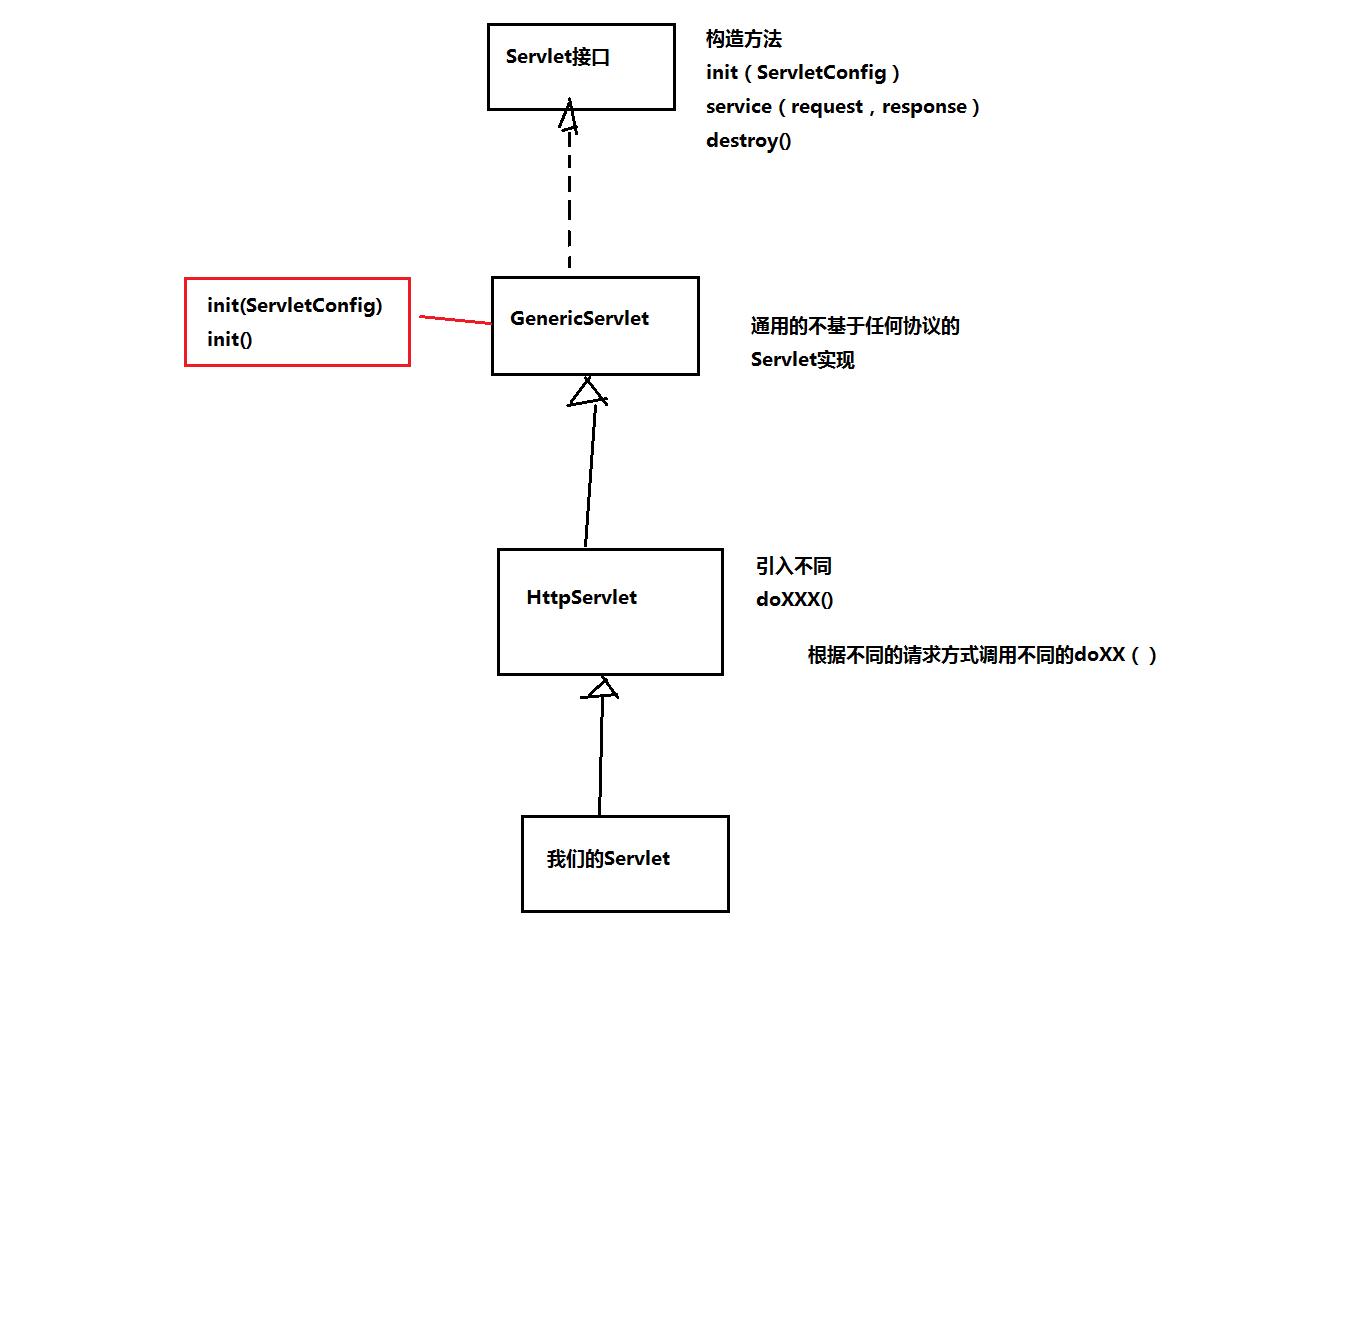 Servlet接口
构造方法
init（ServletConfig）
service（request，response）
destroy()
init(ServletConfig)
init()
GenericServlet
通用的不基于任何协议的
Servlet实现
HttpServlet
引入不同
doXXX()
根据不同的请求方式调用不同的doXX（ ）
我们的Servlet